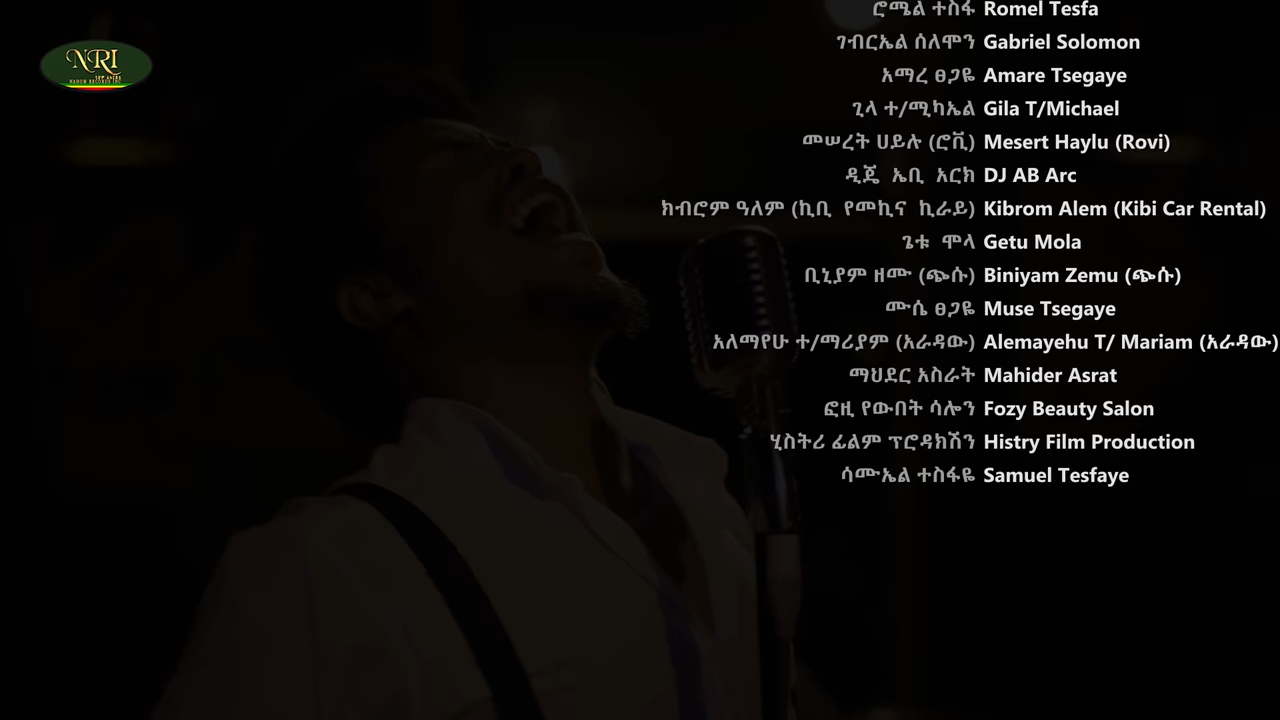 ሮሜል ተስፋ Romel Tesfa
NRI
NAHOM RECORDS INC
ገብርኤል ሰለሞን Gabriel Solomon
አማረ ፀጋዬ Amare Tsegaye
ጊላ ተ/ሚካኤል Gila T/Michael
መሠረት ሀይሉ (ሮቪ) Mesert Haylu (Rovi)
ዲጄ ኤቢ አርክ DJ AB Arc
ክብሮም ዓለም (ኪቢ የመኪና ኪራይ) Kibrom Alem (Kibi Car Rental)
ጌቱ ሞላ Getu Mola
ቢኒያም ዘሙ (ጭሱ) Biniyam Zemu (ጭሱ)
ሙሴ ፀጋዬ Muse Tsegaye
አለማየሁ ተ/ማሪያም (አራዳው) Alemayehu T/ Mariam (አራዳው)
ማህደር አስራት Mahider Asrat
ፎዚ የውበት ሳሎን Fozy Beauty Salon
ሂስትሪ ፊልም ፕሮዳክሽን Histry Film Production
ሳሙኤል ተስፋዬ Samuel Tesfaye